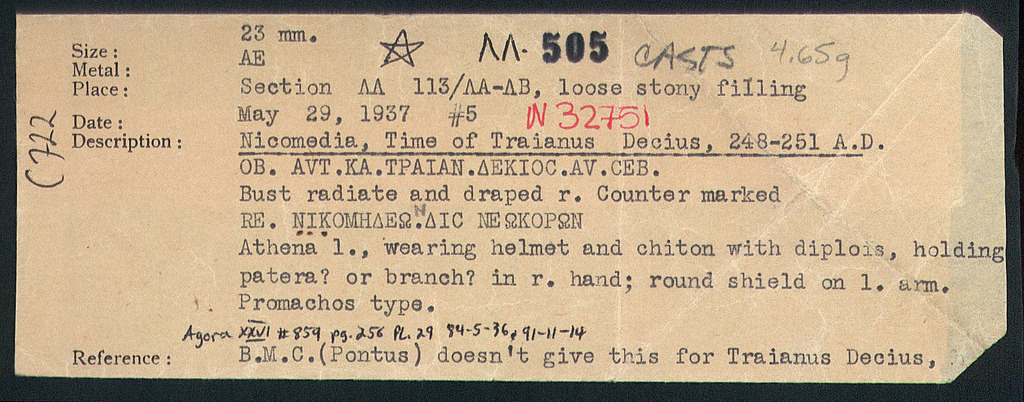 Size : 23 mm.
Metal : AE ΛΛ· 505 CASTS 4.65g
Place : Section ΛΛ 113/ΛΑ-ΛΒ, loose stony filling
Date : May 29, 1937 #5 N 32751
Description : Nicomedia, Time of Traianus Decius, 248-251 A.D.
OB. AVT.KA.TPAIAN.ΔEKIOC.AV.CEB.
Bust radiate and draped r. Counter marked
RE. NIKOMHΔEΩN.ΔIC NEΩKOPΩN
Athena l., wearing helmet and chiton with diplois, holding
patera? or branch? in r. hand; round shield on l. arm.
Promachos type.
Agora XXVI #859 pg. 256 PL. 29 84-5-36, 91-11-14
Reference : B.M.C.(Pontus) doesn't give this for Traianus Decius,
C722